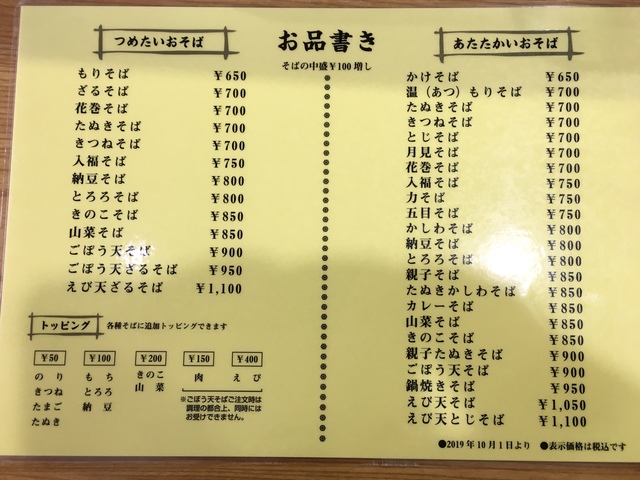 お品書き
そばの中盛￥100増し
つめたいおそば
もりそば ￥650
ざるそば ￥700
花巻そば ￥700
たぬきそば ￥700
きつねそば ￥700
入福そば ￥750
納豆そば ￥800
とろろそば ￥800
きのこそば ￥850
山菜そば ￥850
ごぼう天そば ￥900
ごぼう天ざるそば ￥950
えび天ざるそば ￥1,100
トッピング 各種そばに追加トッピングできます
￥50 ￥100 ￥200 ￥150 ￥400
のり もち きのこ 肉 えび
きつね とろろ 山菜
たまご 納豆
たぬき
※ごぼう天そばご注文時は
調理の都合上、同時には
お受けできません。
あたたかいおそば
かけそば ￥650
温（あつ）もりそば ￥700
たぬきそば ￥700
きつねそば ￥700
とじそば ￥700
月見そば ￥700
花巻そば ￥700
入福そば ￥750
力そば ￥750
五目そば ￥750
かしわそば ￥800
納豆そば ￥800
とろろそば ￥800
親子そば ￥850
たぬきかしわそば ￥850
カレーそば ￥850
山菜そば ￥850
きのこそば ￥850
親子たぬきそば ￥900
ごぼう天そば ￥900
鍋焼きそば ￥950
えび天そば ￥1,050
えび天とじそば ￥1,100
●2019年10月1日より ●表示価格は税込です